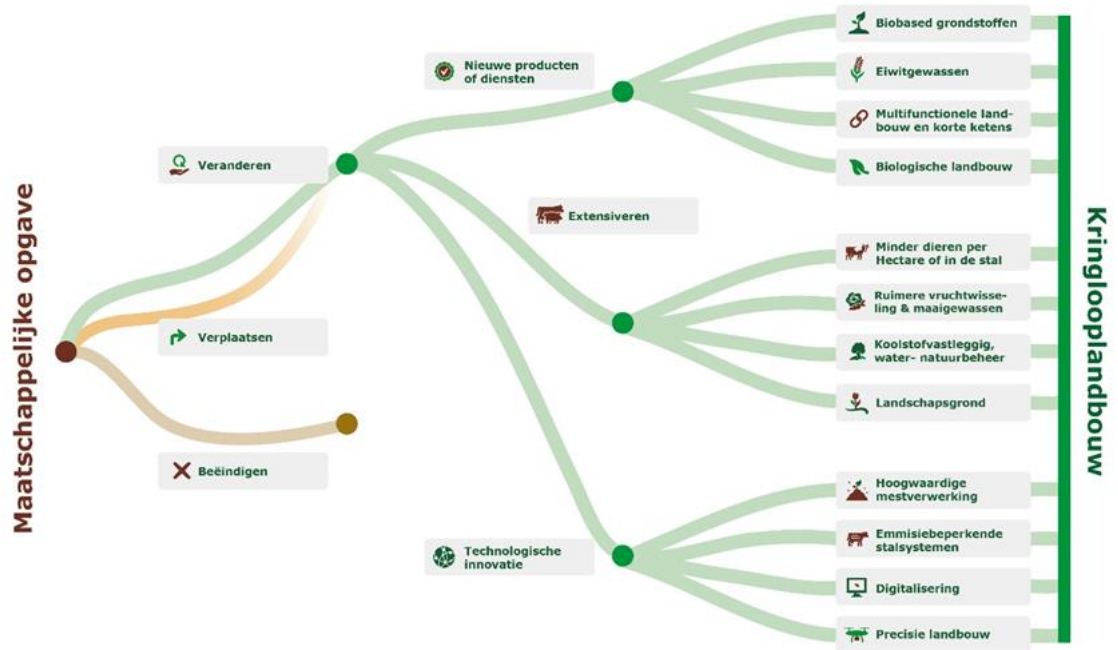 Maatschappelijke opgave
Veranderen
Verplaatsen
Beëindigen
Nieuwe producten
of diensten
Extensiveren
Technologische
innovatie
Biobased grondstoffen
Eiwitgewassen
Multifunctionele land-
bouw en korte ketens
Biologische landbouw
Minder dieren per
Hectare of in de stal
Ruimere vruchtwisse-
ling & maaigewassen
Koolstofvastleggig,
water- natuurbeheer
Landschapsgrond
Hoogwaardige
mestverwerking
Emmisiebeperkende
stalsystemen
Digitalisering
Precisie landbouw
Kringlooplandbouw